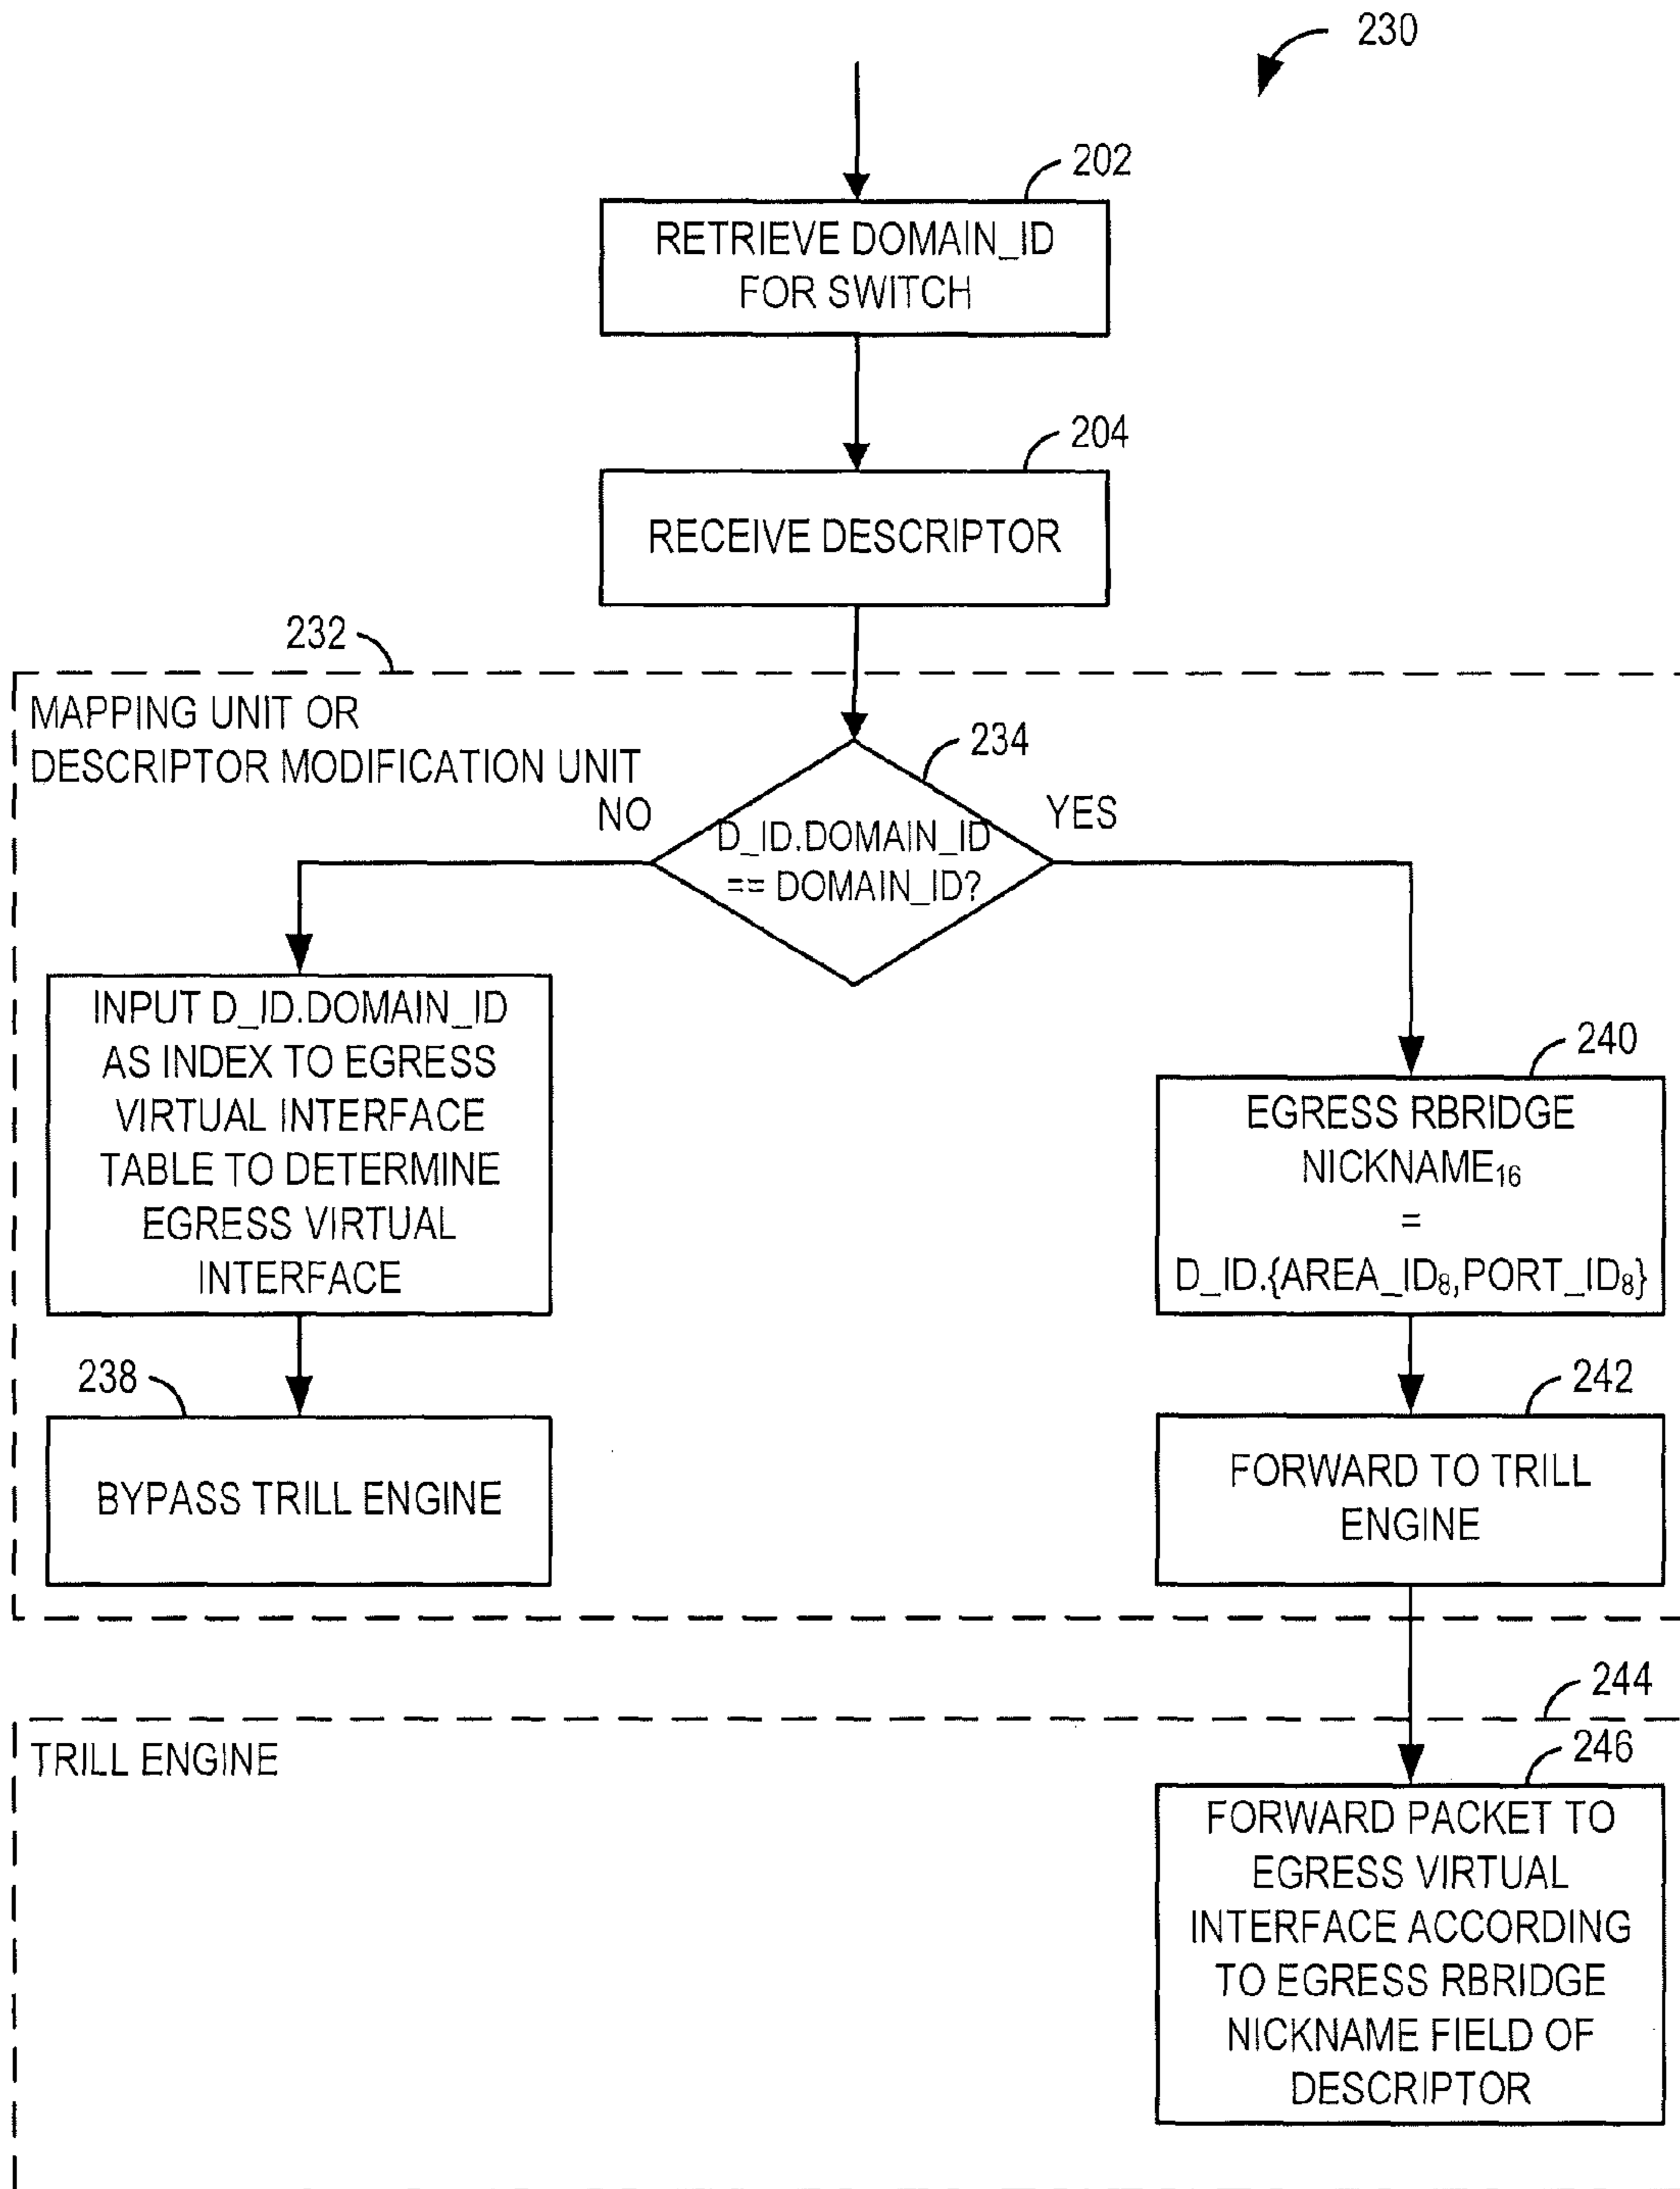 230
202
RETRIEVE DOMAIN_ID
FOR SWITCH
204
RECEIVE DESCRIPTOR
232
MAPPING UNIT OR
DESCRIPTOR MODIFICATION UNIT
234
NO
YES
D_ID.DOMAIN_ID
== DOMAIN_ID?
INPUT D_ID.DOMAIN_ID
AS INDEX TO EGRESS
VIRTUAL INTERFACE
TABLE TO DETERMINE
EGRESS VIRTUAL
INTERFACE
240
EGRESS RBRIDGE
NICKNAME₁₆
=
D_ID.{AREA_ID₈,PORT_ID₈}
238
BYPASS TRILL ENGINE
242
FORWARD TO TRILL
ENGINE
244
TRILL ENGINE
246
FORWARD PACKET TO
EGRESS VIRTUAL
INTERFACE ACCORDING
TO EGRESS RBRIDGE
NICKNAME FIELD OF
DESCRIPTOR